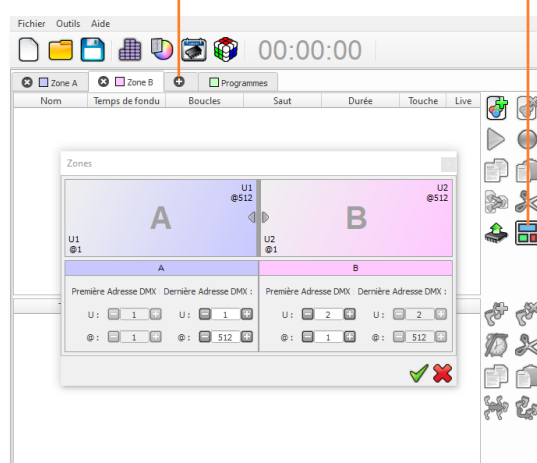 Fichier Outils Aide
00:00:00
Zone A Zone B Programmes
Nom Temps de fondu Boucles Saut Durée Touche Live
Zones
U1 @512
A
U1 @1
U2 @512
B
U2 @1
A B
Première Adresse DMX Dernière Adresse DMX : Première Adresse DMX Dernière Adresse DMX :
U : 1 U : 1 U : 2 U : 2
@ : 1 @ : 512 @ : 1 @ : 512